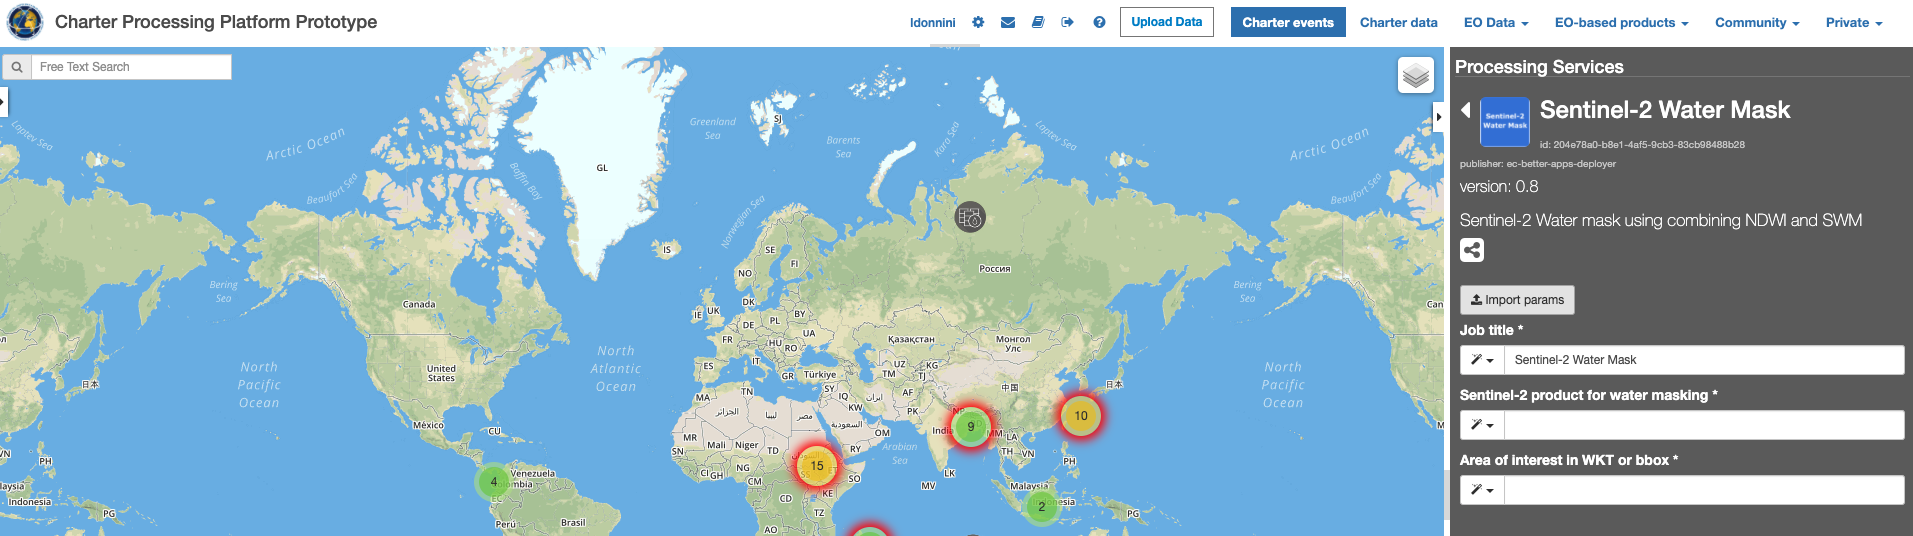 Charter Processing Platform Prototype
ldonnini
Upload Data
Charter events
Charter data
EO Data
EO-based products
Community
Private
Free Text Search
Laptev Sea
Arctic Ocean
Beaufort Sea
Baffin Bay
GL
Greenland Sea
SJ
Barents Sea
Kara Sea
Laptev Sea
Arctic Ocean
Beaufort Sea
Norwegian Sea
IS
SE
FI
NO
Россия
Bering Sea
Canada
Bering Sea
Can
DK
IE
UK
BY
PL
DE
UA
FR
HU
RO
IT
Қазақстан
Монгол Улс
North Pacific Ocean
United States
North Atlantic Ocean
ES
GR
Türkiye
UZ
KG
TM
TJ
中国
日本
日本
North Pacific Ocean
SY
IQ
ایران
AF
MA
TN
الجزائر
ليبيا
مصر
KW
السعودية
PK
México
CU
MR
Mali
Niger
TD
OM
RY
Arabian Sea
India
9
MM
LA
TH
VN
10
PH
PH
VN
SN
CI
GH
NG
CM
15
ET
SO
KE
LK
MV
Malaysia
laysia
Indonesia
2
PG
PG
4
Venezuela
EC
Perú
Brasil
CD
TZ
AO
Processing Services
Sentinel-2
Water Mask
Sentinel-2 Water Mask
id: 204e78a0-b8e1-4af5-9cb3-83cb98488b28
publisher: ec-better-apps-deployer
version: 0.8
Sentinel-2 Water mask using combining NDWI and SWM
Import params
Job title *
Sentinel-2 Water Mask
Sentinel-2 product for water masking *
Area of interest in WKT or bbox *